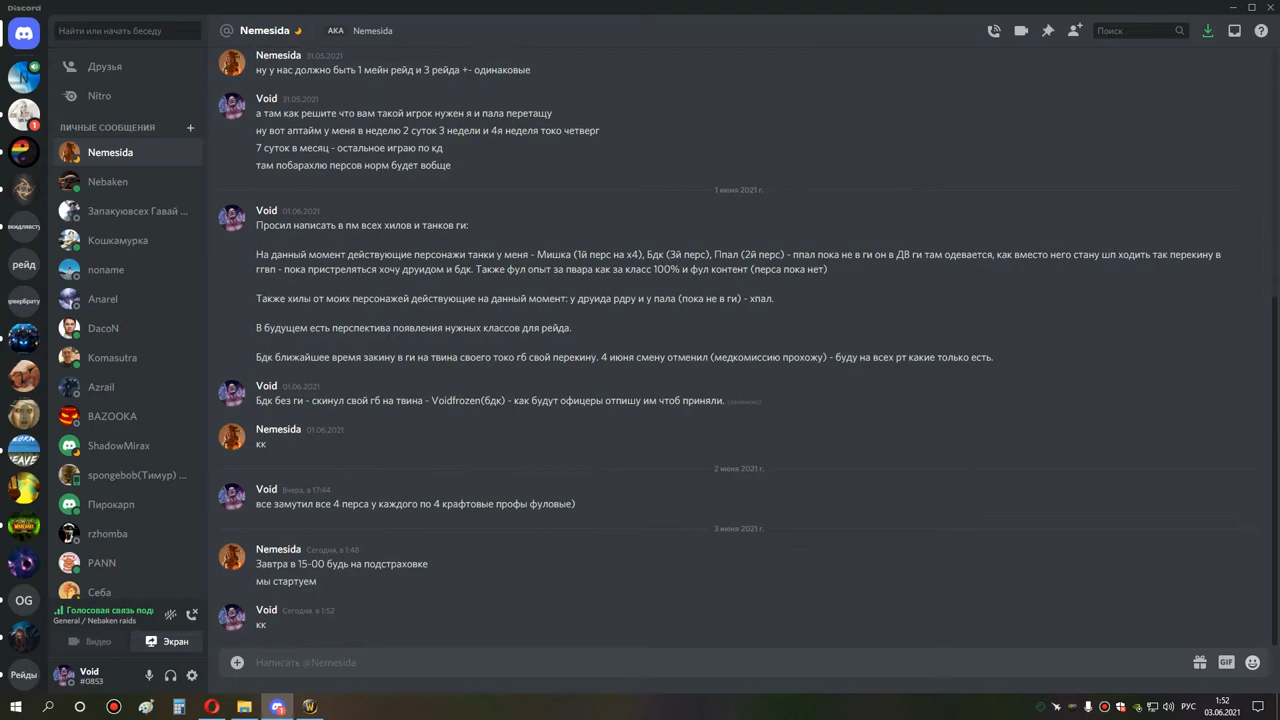 Discord
Найти или начать беседу
Nemesida
AKA Nemesida
Поиск
Друзья
Nitro
ЛИЧНЫЕ СООБЩЕНИЯ
Nemesida
Nebaken
Запакуювсех Гавай ...
Кошкамурка
noname
Anarel
DacoN
Komasutra
Azrail
BAZOOKA
ShadowMirax
spongebob(Тимур) ...
Пирокарп
rzhomba
PANN
Себа
рейд
OG
Рейды
1
Голосовая связь подк
General / Nebaken raids
Видео
Экран
Void
#0853
Nemesida 31.05.2021
ну у нас должно быть 1 мейн рейд и 3 рейда +- одинаковые
Void 31.05.2021
а там как решите что вам такой игрок нужен я и пала перетащу
ну вот аптайм у меня в неделю 2 суток 3 недели и 4я неделя токо четверг
7 суток в месяц - остальное играю по кд
там побарахлю персов норм будет вобще
1 июня 2021 г.
Void 01.06.2021
Просил написать в пм всех хилов и танков ги:
На данный момент действующие персонажи танки у меня - Мишка (1й перс на х4), Бдк (3й перс), Ппал (2й перс) - ппал пока не в ги он в ДВ ги там одевается, как вместо него стану шп ходить так перекину в
ггвп - пока пристреляться хочу друидом и бдк. Также фул опыт за пвара как за класс 100% и фул контент (перса пока нет)
Также хилы от моих персонажей действующие на данный момент: у друида рдру и у пала (пока не в ги) - хпал.
В будущем есть перспектива появления нужных классов для рейда.
Бдк ближайшее время закину в ги на твина своего токо гб свой перекину. 4 июня смену отменил (медкомиссию прохожу) - буду на всех рт какие только есть.
Void 01.06.2021
Бдк без ги - скинул свой гб на твина - Voidfrozen(бдк) - как будут офицеры отпишу им чтоб приняли. (изменено)
Nemesida 01.06.2021
кк
2 июня 2021 г.
Void Вчера, в 17:44
все замутил все 4 перса у каждого по 4 крафтовые профы фуловые)
3 июня 2021 г.
Nemesida Сегодня, в 1:48
Завтра в 15-00 будь на подстраховке
мы стартуем
Void Сегодня, в 1:52
кк
Написать @Nemesida
GIF
РУС
1:52
03.06.2021